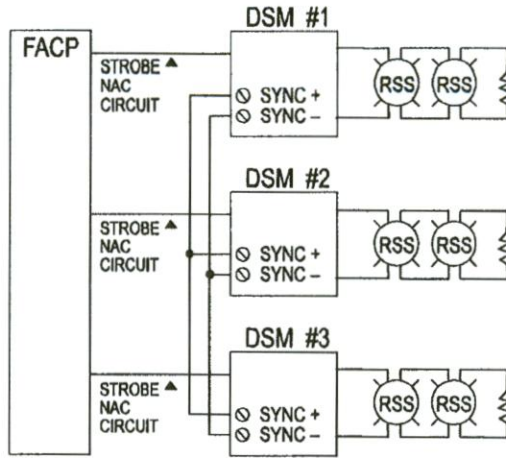 FACP
DSM #1
STROBE ▲
NAC
CIRCUIT
SYNC +
SYNC –
RSS
RSS
DSM #2
STROBE ▲
NAC
CIRCUIT
SYNC +
SYNC –
RSS
RSS
DSM #3
STROBE ▲
NAC
CIRCUIT
SYNC +
SYNC –
RSS
RSS